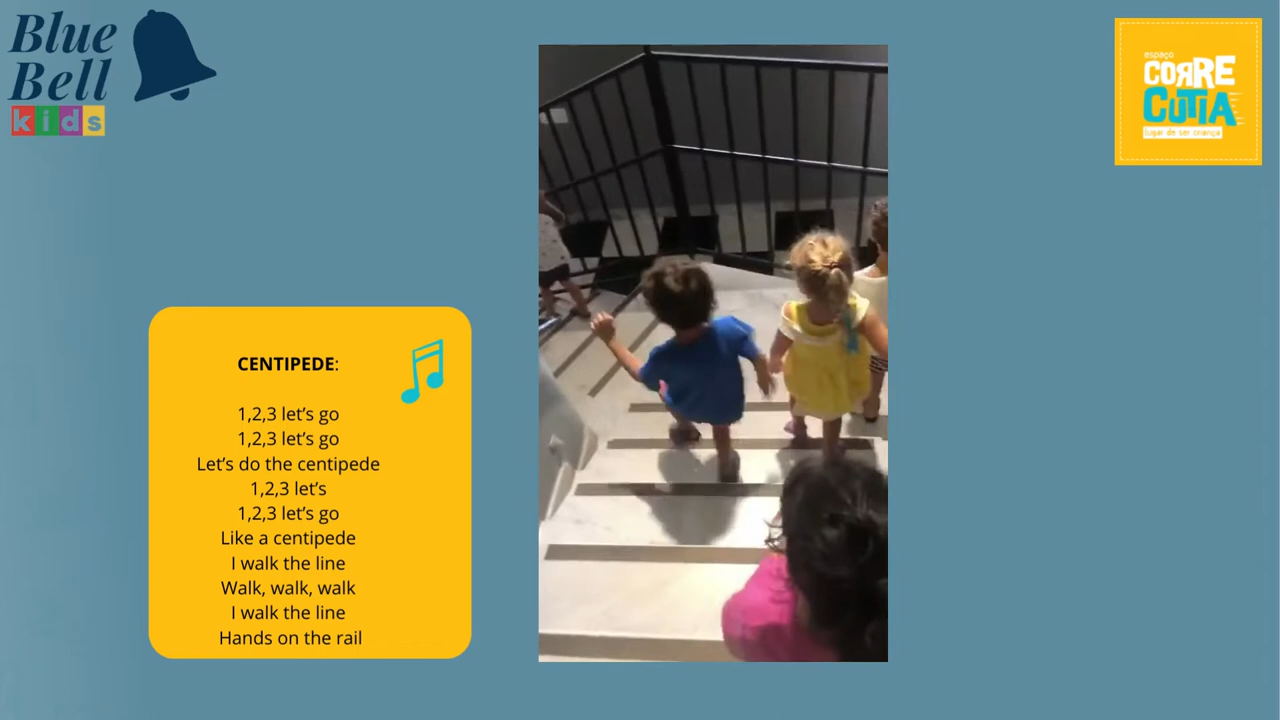 Blue
Bell
kids
espaço
CORRE
CUTIA
lugar de ser criança
CENTIPEDE:
1,2,3 let’s go
1,2,3 let’s go
Let’s do the centipede
1,2,3 let’s
1,2,3 let’s go
Like a centipede
I walk the line
Walk, walk, walk
I walk the line
Hands on the rail